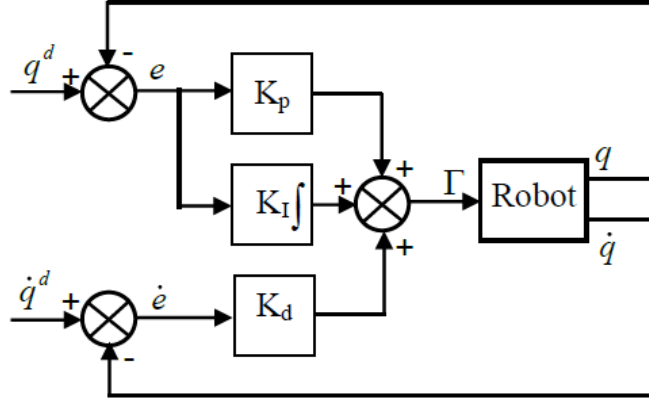 -
q^d + e
K_p
+
q
K_I ∫ + Γ Robot
q̇
+
q̇^d + ė
K_d
-